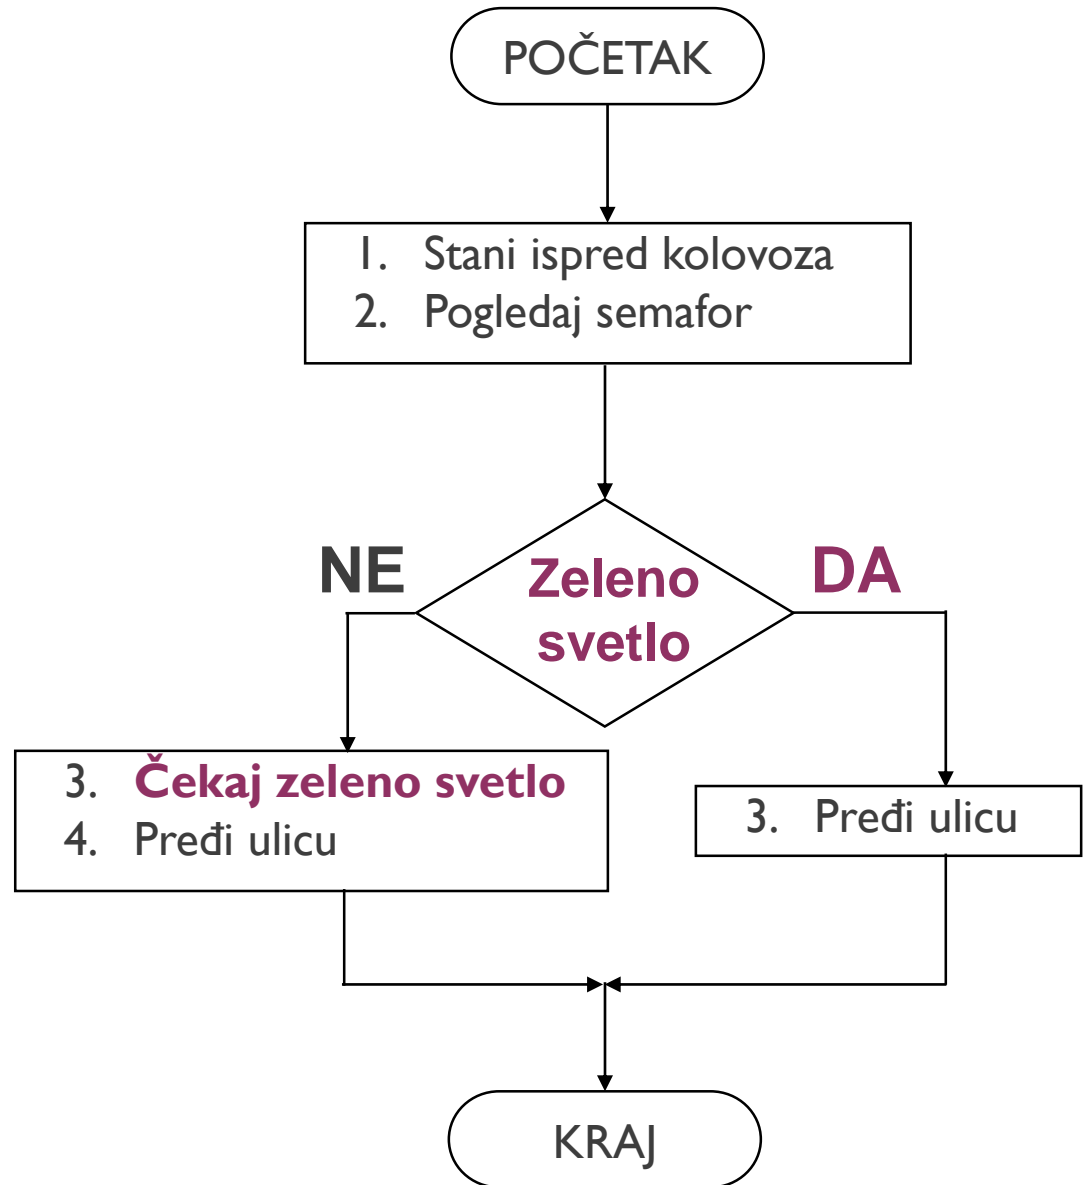 POČETAK
1. Stani ispred kolovoza
2. Pogledaj semafor
NE
Zeleno
svetlo
DA
3. Čekaj zeleno svetlo
4. Pređi ulicu
3. Pređi ulicu
KRAJ